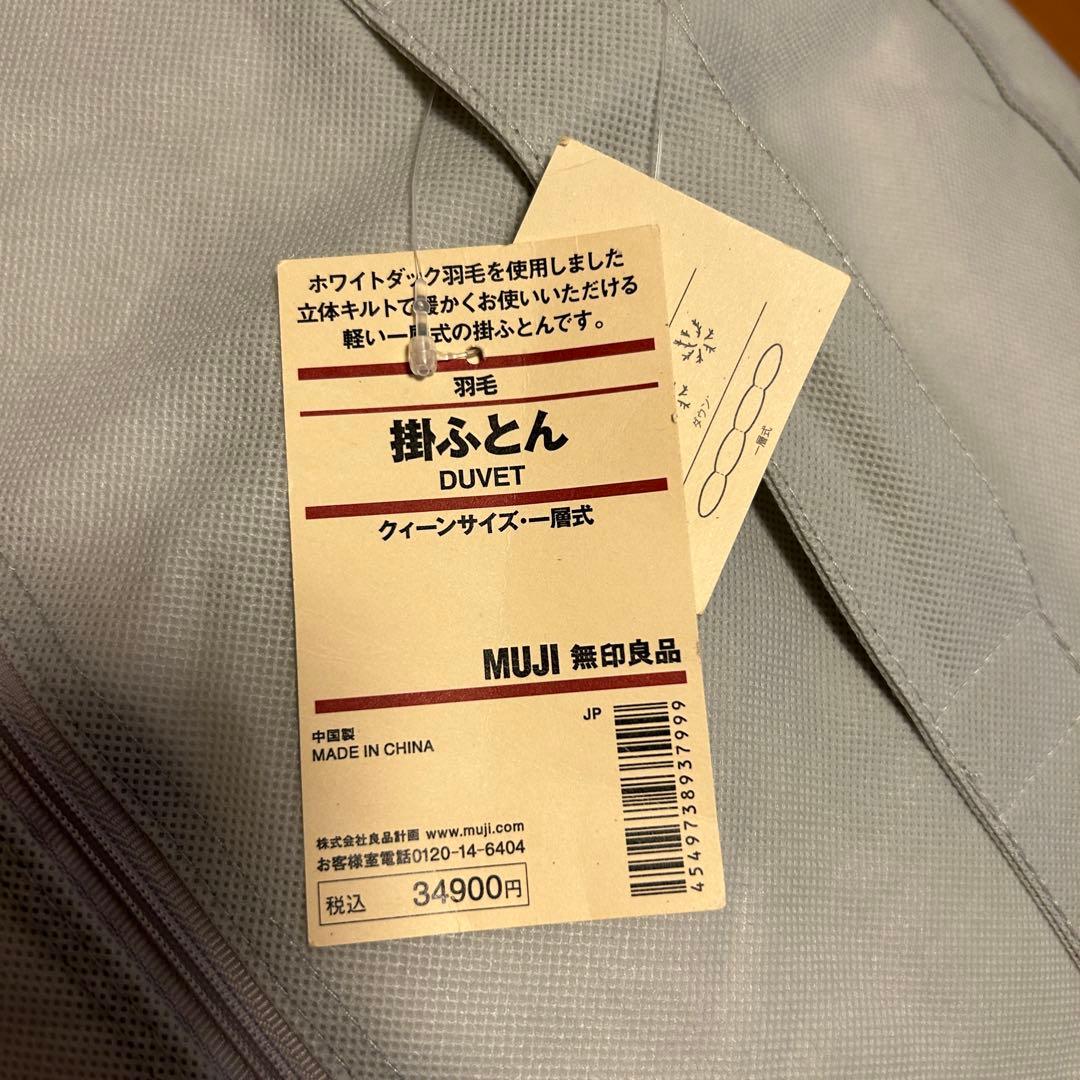 ホワイトダック羽毛を使用しました
立体キルトで暖かくお使いいただける
軽い一層式の掛ふとんです。
羽毛
掛ふとん
DUVET
クィーンサイズ・一層式
MUJI 無印良品
JP
中国製
MADE IN CHINA
株式会社良品計画 www.muji.com
お客様室電話0120-14-6404
税込 34900円
4549738937999
ダウン
一層式